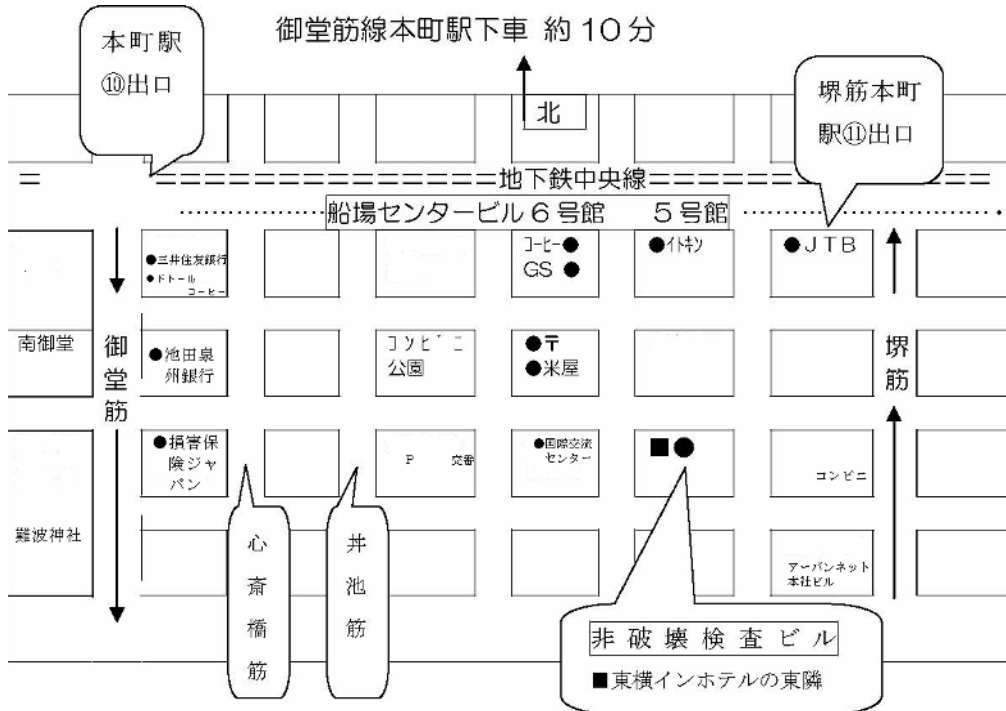 御堂筋線本町駅下車 約10分
本町駅
⑩出口
北
堺筋本町
駅⑪出口
地下鉄中央線
船場センタービル6号館 5号館
●三井住友銀行
●ドトール
コーヒー
コーヒー●
GS ●
●イトキン
●JTB
南御堂
御堂筋
●池田泉
州銀行
コンビニ
公園
●〒
●米屋
堺筋
●損害保
険ジャ
パン
P 交番
●国際交流
センター
■●
コンビニ
難波神社
心斎橋筋
丼池筋
アーバンネット
本社ビル
非破壊検査ビル
■東横インホテルの東隣